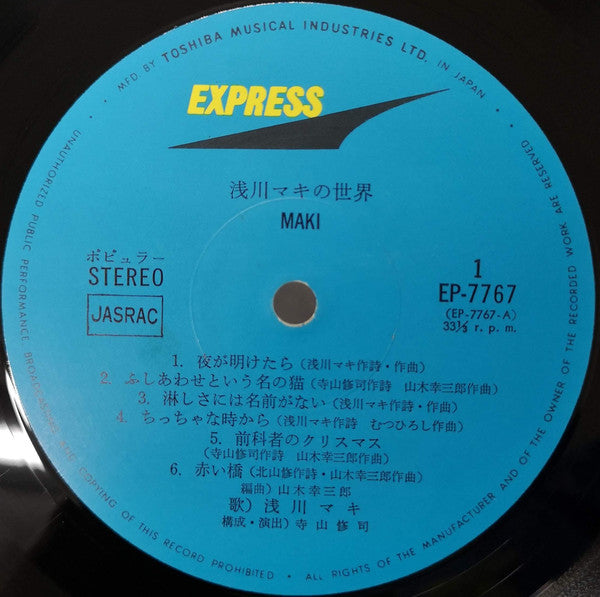 MFD BY TOSHIBA MUSICAL INDUSTRIES LTD. IN JAPAN •
EXPRESS
浅川マキの世界
MAKI
ポピュラー
STEREO
JASRAC
1
EP-7767
(EP-7767-A)
33⅓ r. p. m.
1. 夜が明けたら (浅川マキ作詩・作曲)
2. ふしあわせという名の猫 (寺山修司作詩 山木幸三郎作曲)
3. 淋しさには名前がない (浅川マキ作詩・作曲)
4. ちっちゃな時から (浅川マキ作詩 むつひろし作曲)
5. 前科者のクリスマス
(寺山修司作詩 山木幸三郎作曲)
6. 赤い橋 (北山修作詩・山木幸三郎作曲)
編曲) 山木幸三郎
歌) 浅川マキ
構成・演出) 寺山修司
UNAUTHORIZED PUBLIC PERFORMANCE, BROADCASTING AND COPYING OF THIS RECORD PROHIBITED • ALL RIGHTS OF THE MANUFACTURER AND OF THE OWNER OF THE RECORDED WORK ARE RESERVED